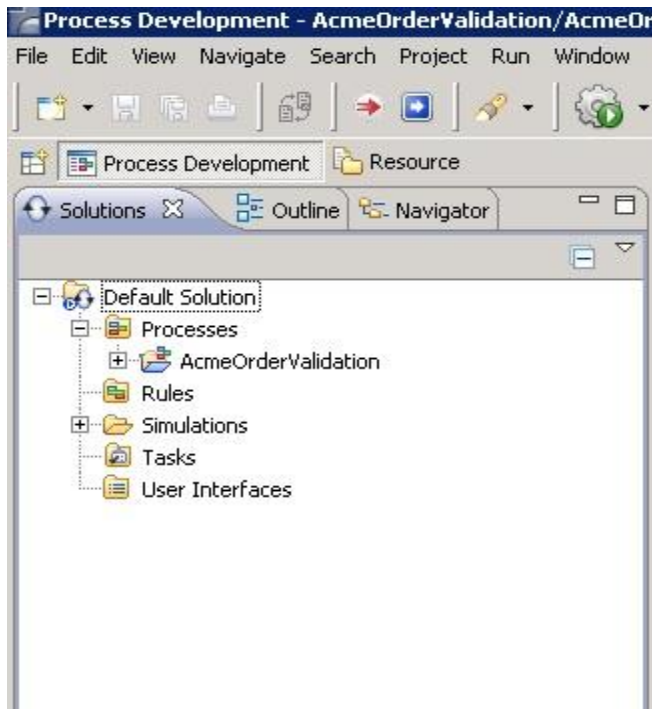 Process Development - AcmeOrderValidation/AcmeOr
File Edit View Navigate Search Project Run Window
Process Development Resource
Solutions Outline Navigator
Default Solution
Processes
AcmeOrderValidation
Rules
Simulations
Tasks
User Interfaces